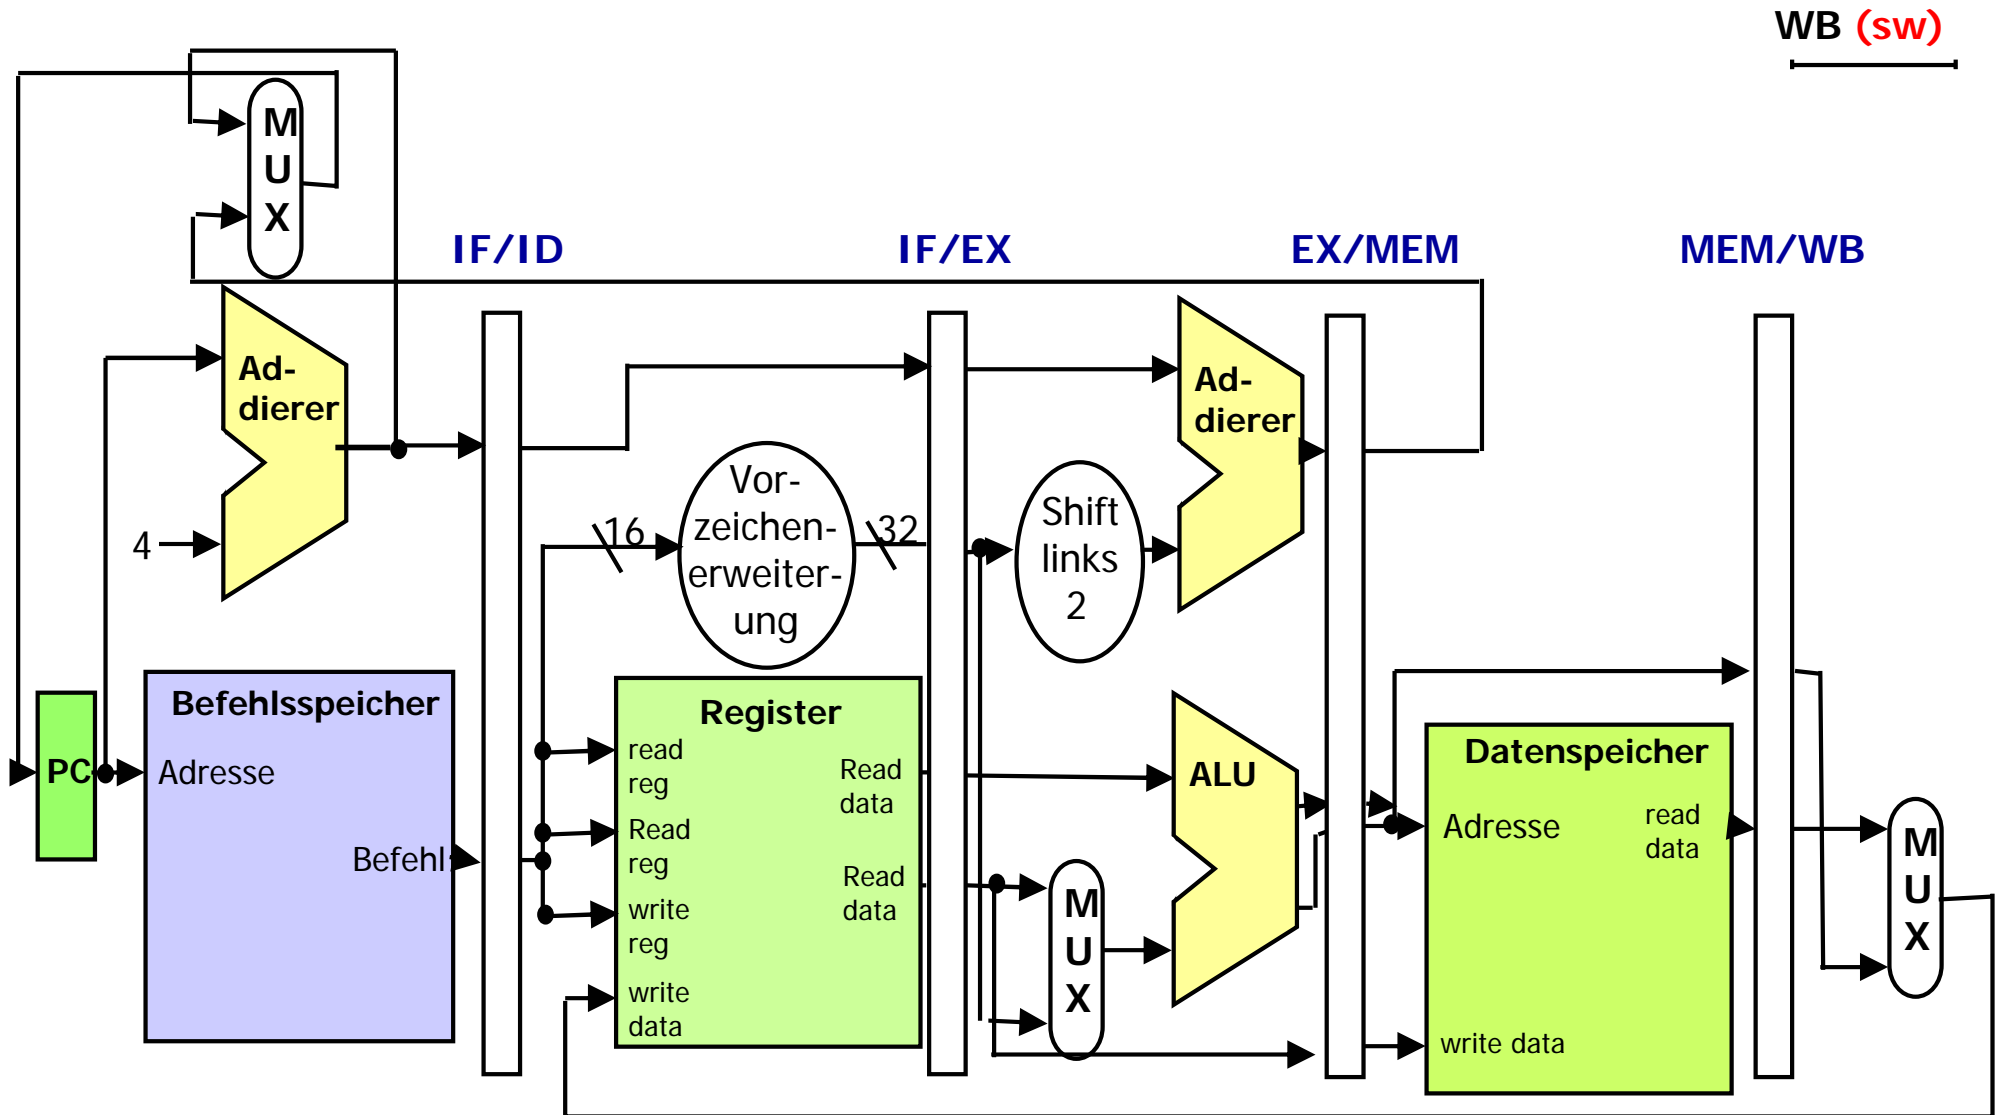 WB (sw)
M
U
X
IF/ID
IF/EX
EX/MEM
MEM/WB
Ad-
dierer
4
16
Vor-
zeichen-
erweiter-
ung
32
Shift
links
2
Ad-
dierer
PC
Befehlsspeicher
Adresse
Befehl
Register
read
reg
Read
reg
write
reg
write
data
Read
data
Read
data
M
U
X
ALU
Datenspeicher
Adresse
read
data
write data
M
U
X